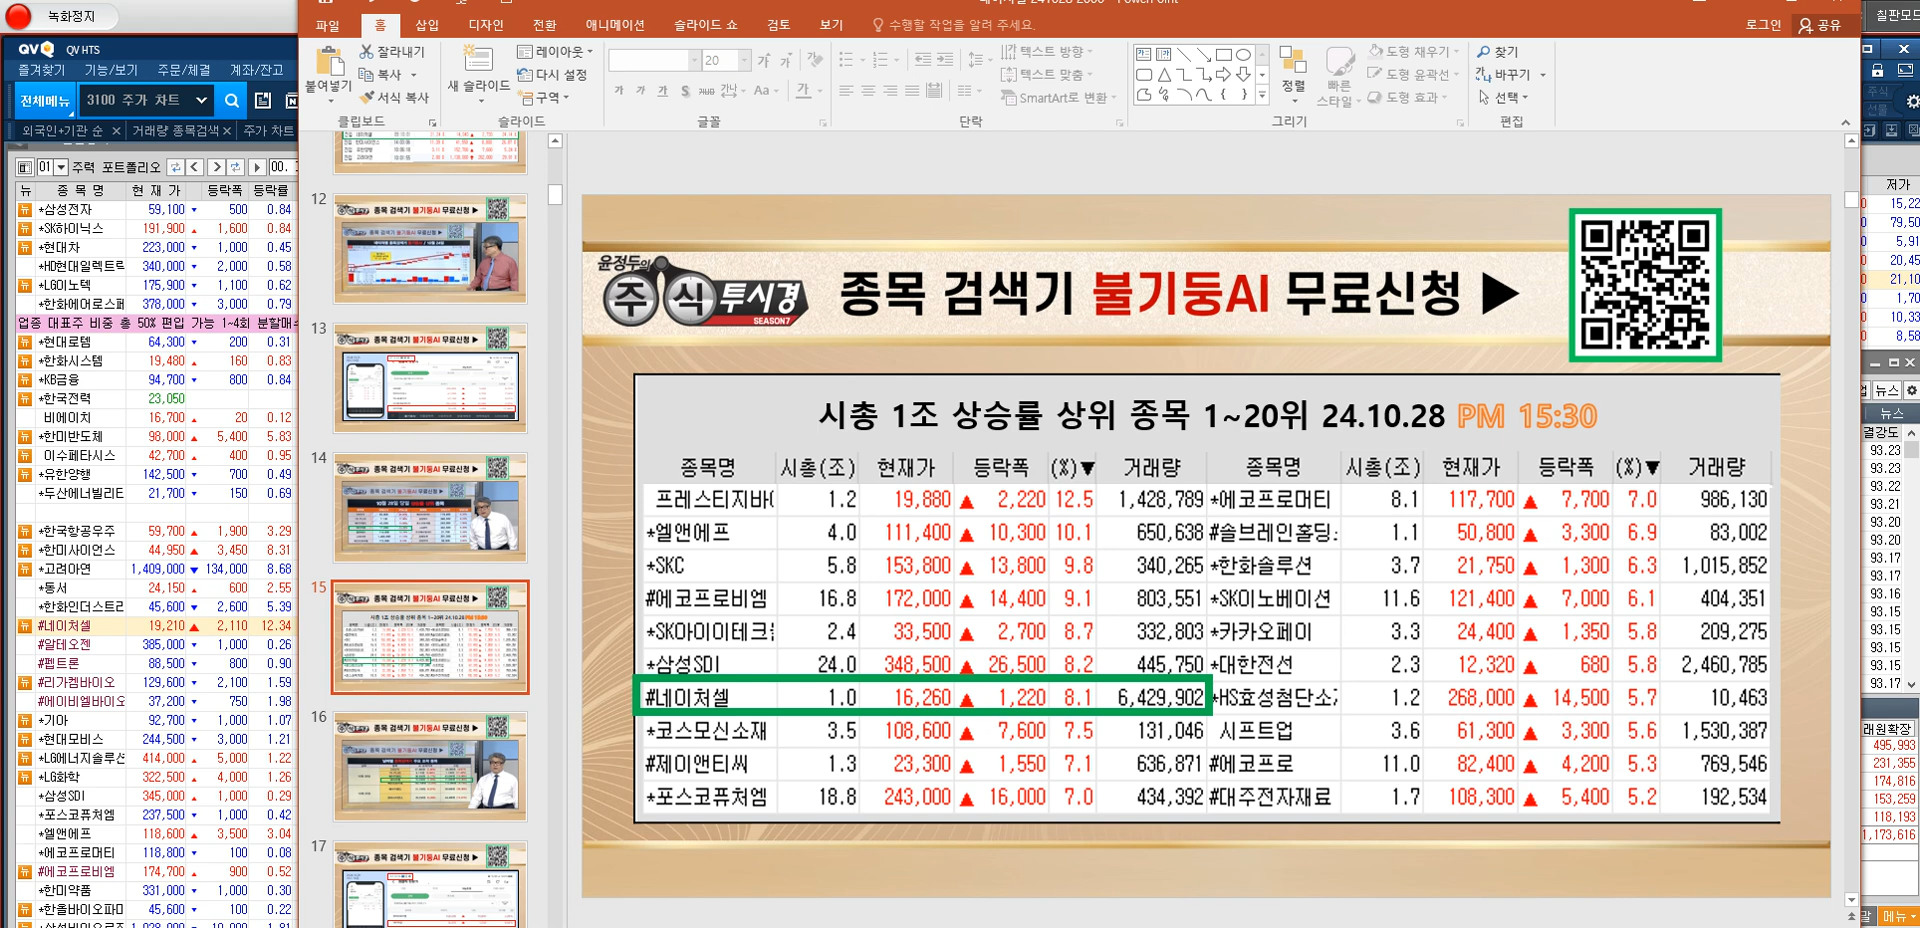 녹화정지
파일 홈 삽입 디자인 전환 애니메이션 슬라이드 쇼 검토 보기 수행할 작업을 알려 주세요.
로그인 공유
QV QV HTS
즐겨찾기 기능/보기 주문/체결 계좌/잔고
전체메뉴 3100 주가 차트
외국인+기관 순 × 거래량 종목검색 × 주가 차트
붙여넣기 잘라내기 복사 서식 복사
클립보드
새 슬라이드 레이아웃 다시 설정 구역
슬라이드
20
글꼴
텍스트 방향 텍스트 맞춤 SmartArt로 변환
단락
정렬 빠른 스타일 도형 채우기 도형 윤곽선 도형 효과
그리기
찾기 바꾸기 선택
편집
01 주력 포트폴리오
뉴 종 목 명 현 재 가 등락폭 등락률
*삼성전자 59,100 ▼ 500 0.84
*SK하이닉스 191,900 ▲ 1,600 0.84
*현대차 223,000 ▼ 1,000 0.45
*HD현대일렉트릭 340,000 ▼ 2,000 0.58
*LG이노텍 175,900 ▼ 1,100 0.62
*한화에어로스페 378,000 ▼ 3,000 0.79
업종 대표주 비중 총 50% 편입 가능 1~4회 분할매수
*현대로템 64,300 ▼ 200 0.31
*한화시스템 19,480 ▲ 160 0.83
*KB금융 94,700 ▼ 800 0.84
*한국전력 23,050
비에이치 16,700 ▲ 20 0.12
*한미반도체 98,000 ▲ 5,400 5.83
이수페타시스 42,700 ▲ 400 0.95
*유한양행 142,500 ▼ 700 0.49
*두산에너빌리티 21,700 ▼ 150 0.69
*한국항공우주 59,700 ▲ 1,900 3.29
*한미사이언스 44,950 ▲ 3,450 8.31
*고려아연 1,409,000 ▼ 134,000 8.68
*동서 24,150 ▲ 600 2.55
*한화인더스트리 45,600 ▼ 2,600 5.39
#네이처셀 19,210 ▲ 2,110 12.34
#알테오젠 385,000 ▼ 1,000 0.26
#펩트론 88,500 ▼ 800 0.90
#리가켐바이오 129,600 ▼ 2,100 1.59
#에이비엘바이오 37,200 ▼ 750 1.98
*기아 92,700 ▼ 1,000 1.07
*현대모비스 244,500 ▼ 3,000 1.21
*LG에너지솔루션 414,000 ▲ 5,000 1.22
*LG화학 322,500 ▲ 4,000 1.26
*삼성SDI 345,000 ▲ 1,000 0.29
*포스코퓨처엠 237,500 ▼ 1,000 0.42
*엘앤에프 118,600 ▲ 3,500 3.04
*에코프로머티 118,800 ▼ 100 0.08
#에코프로비엠 174,700 ▲ 900 0.52
*한미약품 331,000 ▼ 1,000 0.30
*한올바이오파마 45,600 ▼ 100 0.22
12
13
14
15
16
17
윤정두의 주식투시경 SEASON7
종목 검색기 불기둥AI 무료신청 ▶
시총 1조 상승률 상위 종목 1~20위 24.10.28 PM 15:30
종목명 시총(조) 현재가 등락폭 (%)▼ 거래량 종목명 시총(조) 현재가 등락폭 (%)▼ 거래량
프레스티지바이 1.2 19,880 ▲ 2,220 12.5 1,428,789 *에코프로머티 8.1 117,700 ▲ 7,700 7.0 986,130
*엘앤에프 4.0 111,400 ▲ 10,300 10.1 650,638 #솔브레인홀딩스 1.1 50,800 ▲ 3,300 6.9 83,002
*SKC 5.8 153,800 ▲ 13,800 9.8 340,265 *한화솔루션 3.7 21,750 ▲ 1,300 6.3 1,015,852
#에코프로비엠 16.8 172,000 ▲ 14,400 9.1 803,551 *SK이노베이션 11.6 121,400 ▲ 7,000 6.1 404,351
*SK아이이테크놀 2.4 33,500 ▲ 2,700 8.7 332,803 *카카오페이 3.3 24,400 ▲ 1,350 5.8 209,275
*삼성SDI 24.0 348,500 ▲ 26,500 8.2 445,750 *대한전선 2.3 12,320 ▲ 680 5.8 2,460,785
#네이처셀 1.0 16,260 ▲ 1,220 8.1 6,429,902 *HS효성첨단소재 1.2 268,000 ▲ 14,500 5.7 10,463
*코스모신소재 3.5 108,600 ▲ 7,600 7.5 131,046 시프트업 3.6 61,300 ▲ 3,300 5.6 1,530,387
#제이앤티씨 1.3 23,300 ▲ 1,550 7.1 636,871 #에코프로 11.0 82,400 ▲ 4,200 5.3 769,546
*포스코퓨처엠 18.8 243,000 ▲ 16,000 7.0 434,392 #대주전자재료 1.7 108,300 ▲ 5,400 5.2 192,534
칠판모드
저가
15,22
79,50
5,91
20,45
21,10
1,70
10,33
8,58
뉴스
뉴스
결강도
93.23
93.23
93.22
93.21
93.20
93.20
93.17
93.17
93.16
93.15
93.15
93.15
93.17
래원확장
495,993
231,355
174,816
153,259
118,193
1,173,616
메뉴